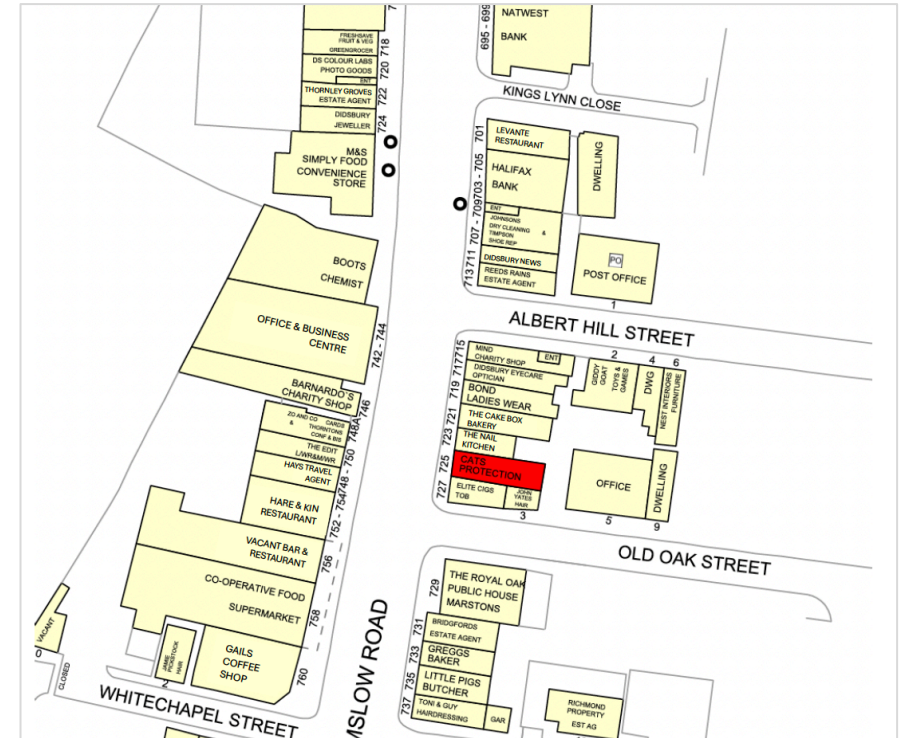 7
FRESHSAVE
FRUIT & VEG
GREENGROCER
718
DS COLOUR LABS
PHOTO GOODS
720
ENT
THORNLEY GROVES
ESTATE AGENT
722
DIDSBURY
JEWELLER
724
M&S
SIMPLY FOOD
CONVENIENCE
STORE
BOOTS
CHEMIST
OFFICE & BUSINESS
CENTRE
742 - 744
BARNARDO'S
CHARITY SHOP
746
ZO AND CO
&
CARDS
THORNTONS
CONF & BIS
748A
THE EDIT
L/WR&M/WR
HAYS TRAVEL
AGENT
748 - 750
HARE & KIN
RESTAURANT
752 - 754
VACANT BAR &
RESTAURANT
756
CO-OPERATIVE FOOD
SUPERMARKET
758
JAMIE
PICKSTOCK
HAIR
2
GAILS
COFFEE
SHOP
760
VACANT
0
CLOSED
WHITECHAPEL STREET
MSLOW ROAD
695 - 699
NATWEST
BANK
KINGS LYNN CLOSE
701
LEVANTE
RESTAURANT
703 - 705
HALIFAX
BANK
DWELLING
707 - 709
ENT
JOHNSONS
DRY CLEANING &
TIMPSON
SHOE REP
711
DIDSBURY NEWS
713
REEDS RAINS
ESTATE AGENT
PO
POST OFFICE
1
ALBERT HILL STREET
715
MIND
CHARITY SHOP
ENT
717
DIDSBURY EYECARE
OPTICIAN
719
BOND
LADIES WEAR
721
THE CAKE BOX
BAKERY
723
THE NAIL
KITCHEN
725
CATS
PROTECTION
727
ELITE CIGS
TOB
JOHN
YATES
HAIR
3
2
GIDDY
GOAT
TOYS &
GAMES
4
DWG
6
NEST INTERIORS
FURNITURE
OFFICE
5
DWELLING
9
OLD OAK STREET
729
THE ROYAL OAK
PUBLIC HOUSE
MARSTONS
731
BRIDGFORDS
ESTATE AGENT
733
GREGGS
BAKER
735
LITTLE PIGS
BUTCHER
737
TONI & GUY
HAIRDRESSING
GAR
RICHMOND
PROPERTY
EST AG